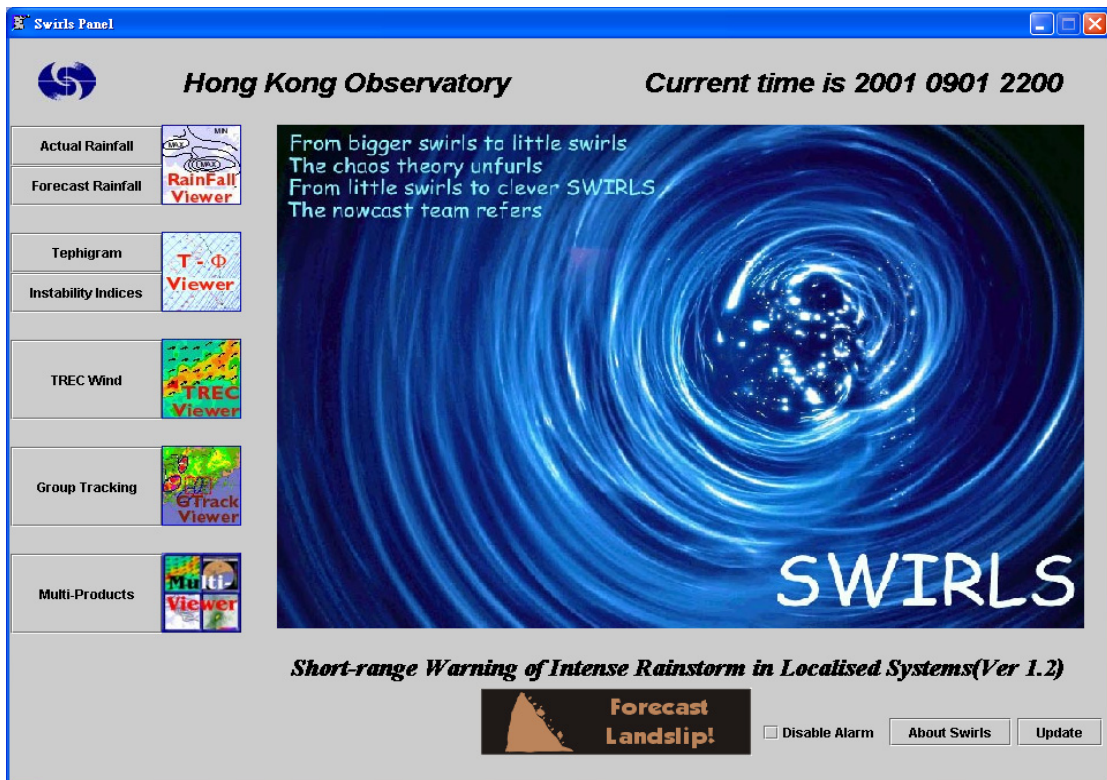 Swirls Panel
Hong Kong Observatory
Current time is 2001 0901 2200
Actual Rainfall
Forecast Rainfall
MIN
MAX
MAX
RainFall
Viewer
Tephigram
Instability Indices
T - Φ
Viewer
TREC Wind
TREC
Viewer
Group Tracking
GTrack
Viewer
Multi-Products
Multi-
Viewer
From bigger swirls to little swirls
The chaos theory unfurls
From little swirls to clever SWIRLS
The nowcast team refers
SWIRLS
Short-range Warning of Intense Rainstorm in Localised Systems(Ver 1.2)
Forecast
Landslip!
Disable Alarm
About Swirls
Update